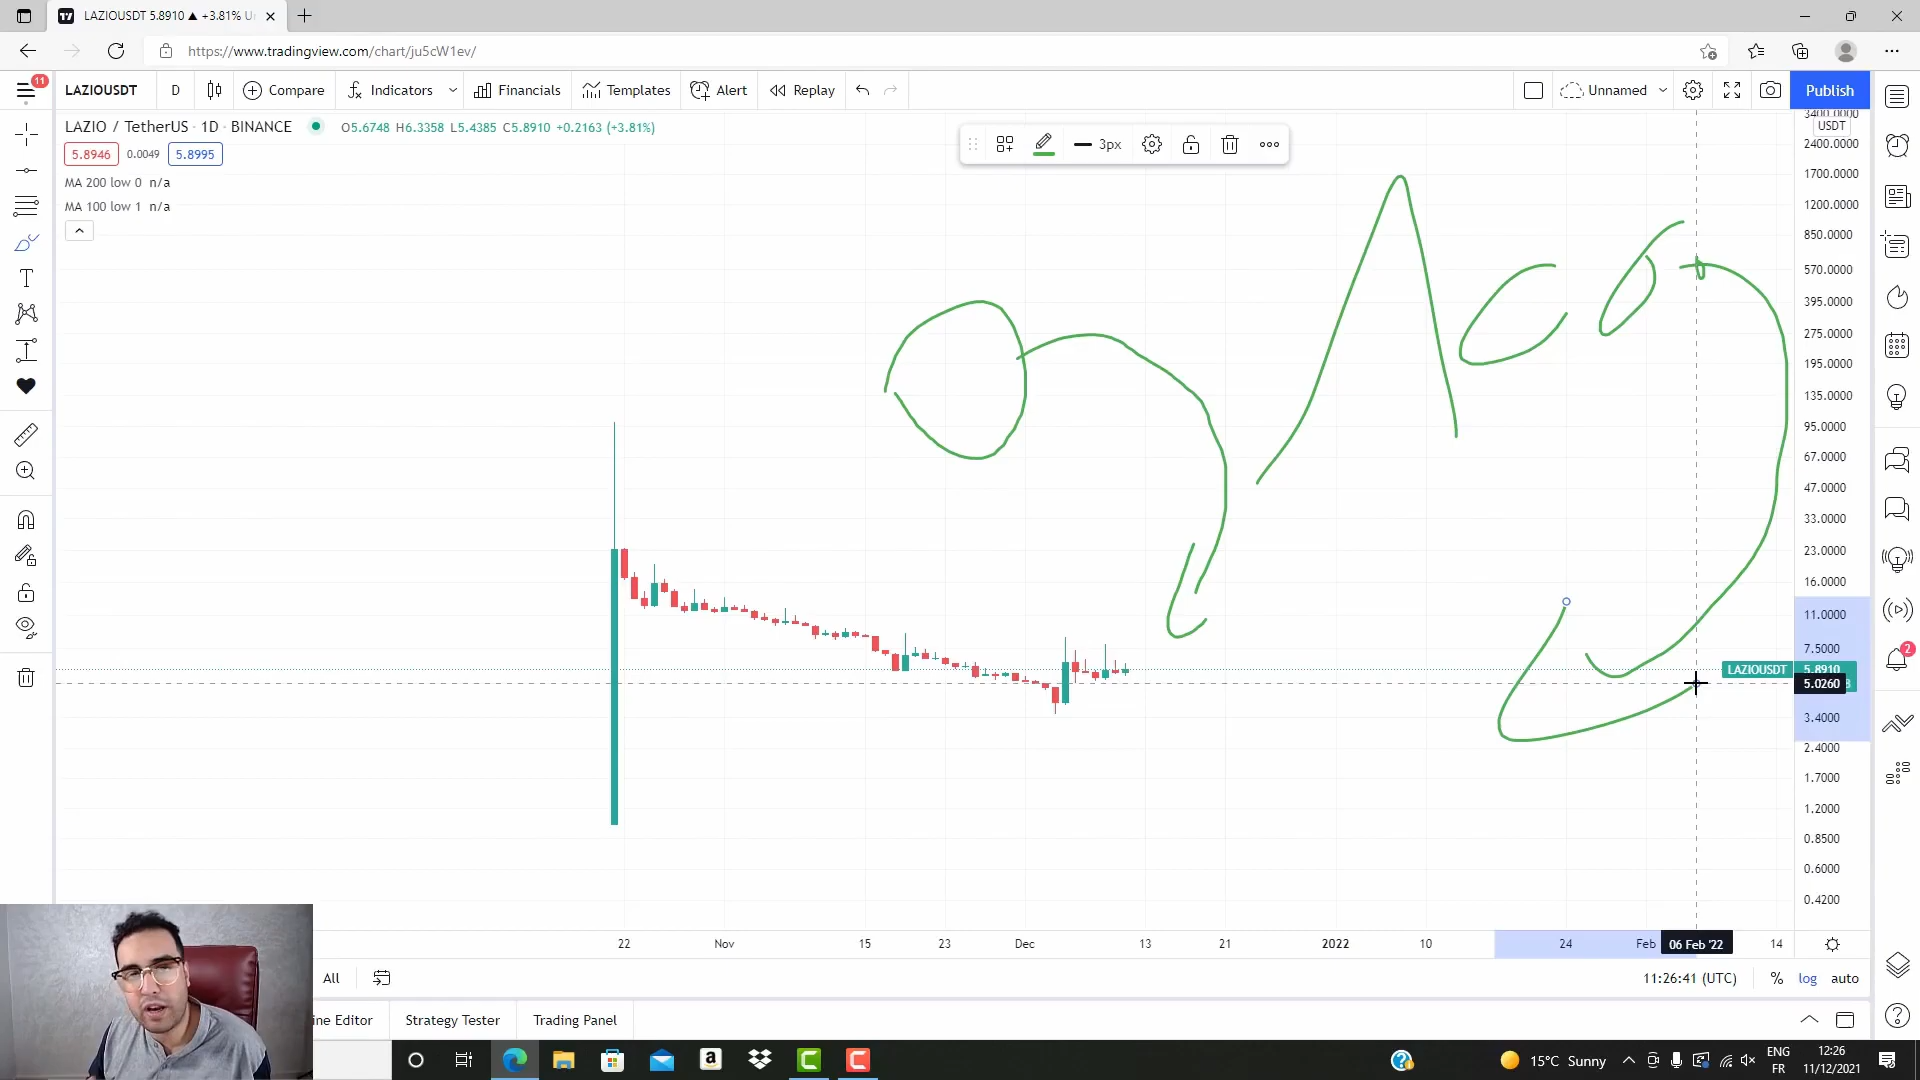 LAZIOUSDT 5.8910 ▲ +3.81% U
https://www.tradingview.com/chart/ju5cW1ev/
11
LAZIOUSDT D Compare Indicators Financials Templates Alert Replay Unnamed Publish
LAZIO / TetherUS · 1D · BINANCE O5.6748 H6.3358 L5.4385 C5.8910 +0.2163 (+3.81%)
5.8946 0.0049 5.8995
MA 200 low 0 n/a
MA 100 low 1 n/a
3px
3400.0000
USDT
2400.0000
1700.0000
1200.0000
850.0000
570.0000
395.0000
275.0000
195.0000
135.0000
95.0000
67.0000
47.0000
33.0000
23.0000
16.0000
11.0000
7.5000
LAZIOUSDT 5.8910
5.0260
3.4000
2.4000
1.7000
1.2000
0.8500
0.6000
0.4200
2
22 Nov 15 23 Dec 13 21 2022 10 24 Feb 06 Feb '22 14
All 11:26:41 (UTC) % log auto
ine Editor Strategy Tester Trading Panel
15°C Sunny
ENG
FR
12:26
11/12/2021